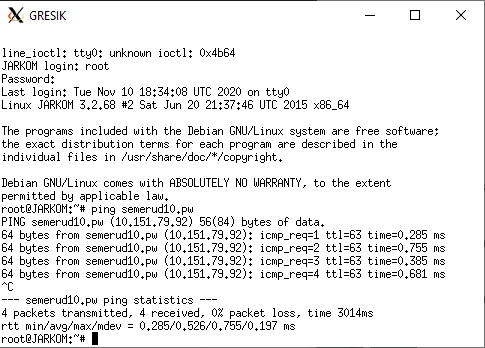 GRESIK
line_ioctl: tty0: unknown ioctl: 0x4b64
JARKOM login: root
Password:
Last login: Tue Nov 10 18:34:08 UTC 2020 on tty0
Linux JARKOM 3.2.68 #2 Sat Jun 20 21:37:46 UTC 2015 x86_64
The programs included with the Debian GNU/Linux system are free software;
the exact distribution terms for each program are described in the
individual files in /usr/share/doc/*/copyright.
Debian GNU/Linux comes with ABSOLUTELY NO WARRANTY, to the extent
permitted by applicable law.
root@JARKOM:~# ping semerud10.pw
PING semerud10.pw (10.151.79.92) 56(84) bytes of data.
64 bytes from semerud10.pw (10.151.79.92): icmp_req=1 ttl=63 time=0.285 ms
64 bytes from semerud10.pw (10.151.79.92): icmp_req=2 ttl=63 time=0.755 ms
64 bytes from semerud10.pw (10.151.79.92): icmp_req=3 ttl=63 time=0.385 ms
64 bytes from semerud10.pw (10.151.79.92): icmp_req=4 ttl=63 time=0.681 ms
^C
--- semerud10.pw ping statistics ---
4 packets transmitted, 4 received, 0% packet loss, time 3014ms
rtt min/avg/max/mdev = 0.285/0.526/0.755/0.197 ms
root@JARKOM:~#